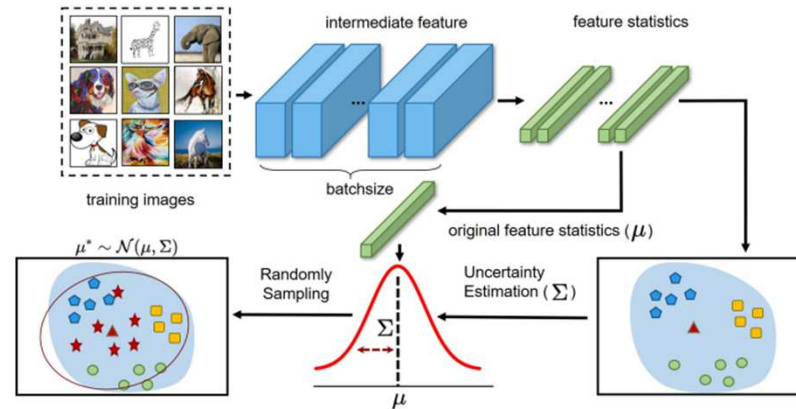 intermediate feature
feature statistics
...
...
batchsize
training images
original feature statistics (μ)
μ* ~ N(μ, Σ)
Randomly
Sampling
Uncertainty
Estimation (Σ)
Σ
μ